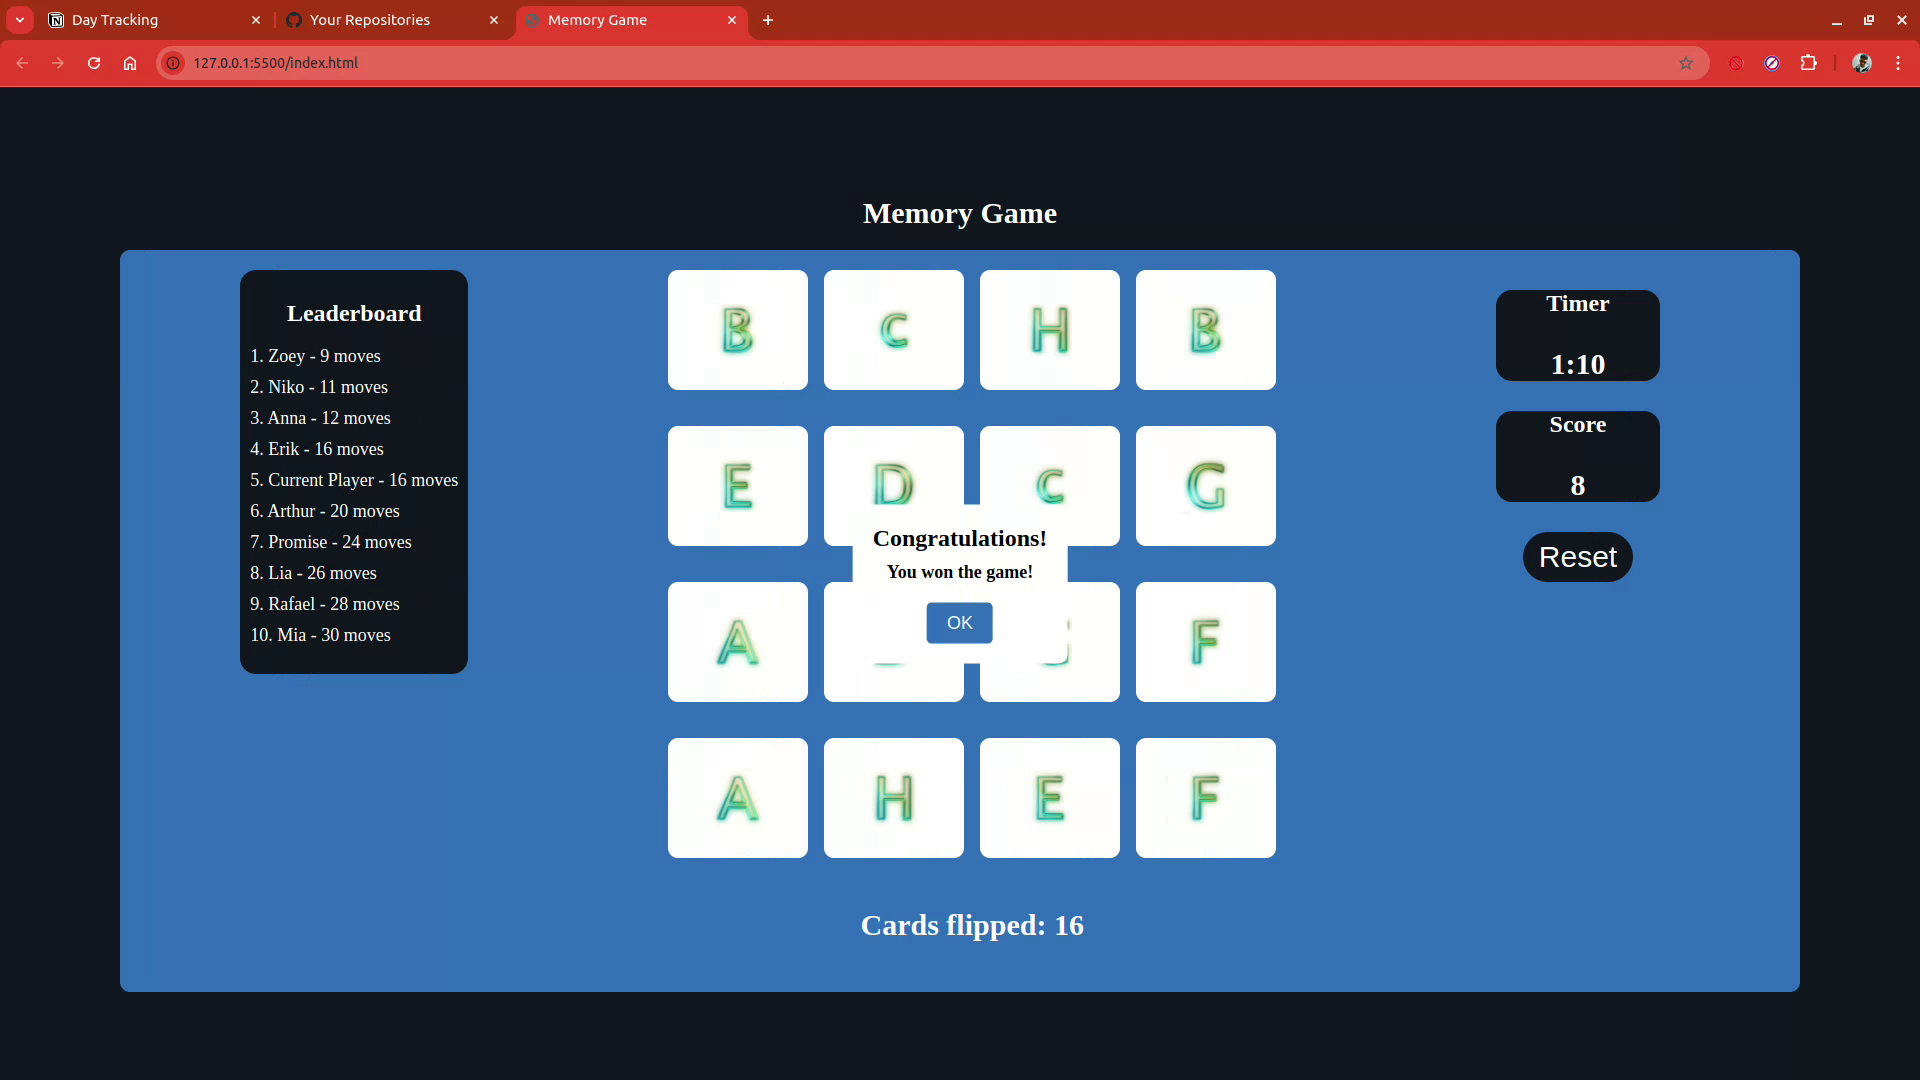 Day Tracking
Your Repositories
Memory Game
127.0.0.1:5500/index.html
Memory Game
Leaderboard
1. Zoey - 9 moves
2. Niko - 11 moves
3. Anna - 12 moves
4. Erik - 16 moves
5. Current Player - 16 moves
6. Arthur - 20 moves
7. Promise - 24 moves
8. Lia - 26 moves
9. Rafael - 28 moves
10. Mia - 30 moves
B C H B
E D C G
Congratulations!
You won the game!
OK
A F
A H E F
Cards flipped: 16
Timer
1:10
Score
8
Reset